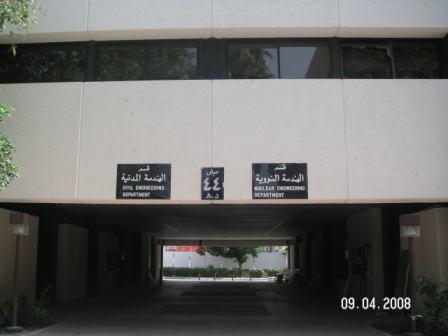 قسم
الهندسة المدنية
CIVIL ENGINEERING
DEPARTMENT
مبنى
٤٤
قسم
الهندسة النووية
NUCLEAR ENGINEERING
DEPARTMENT
09.04.2008